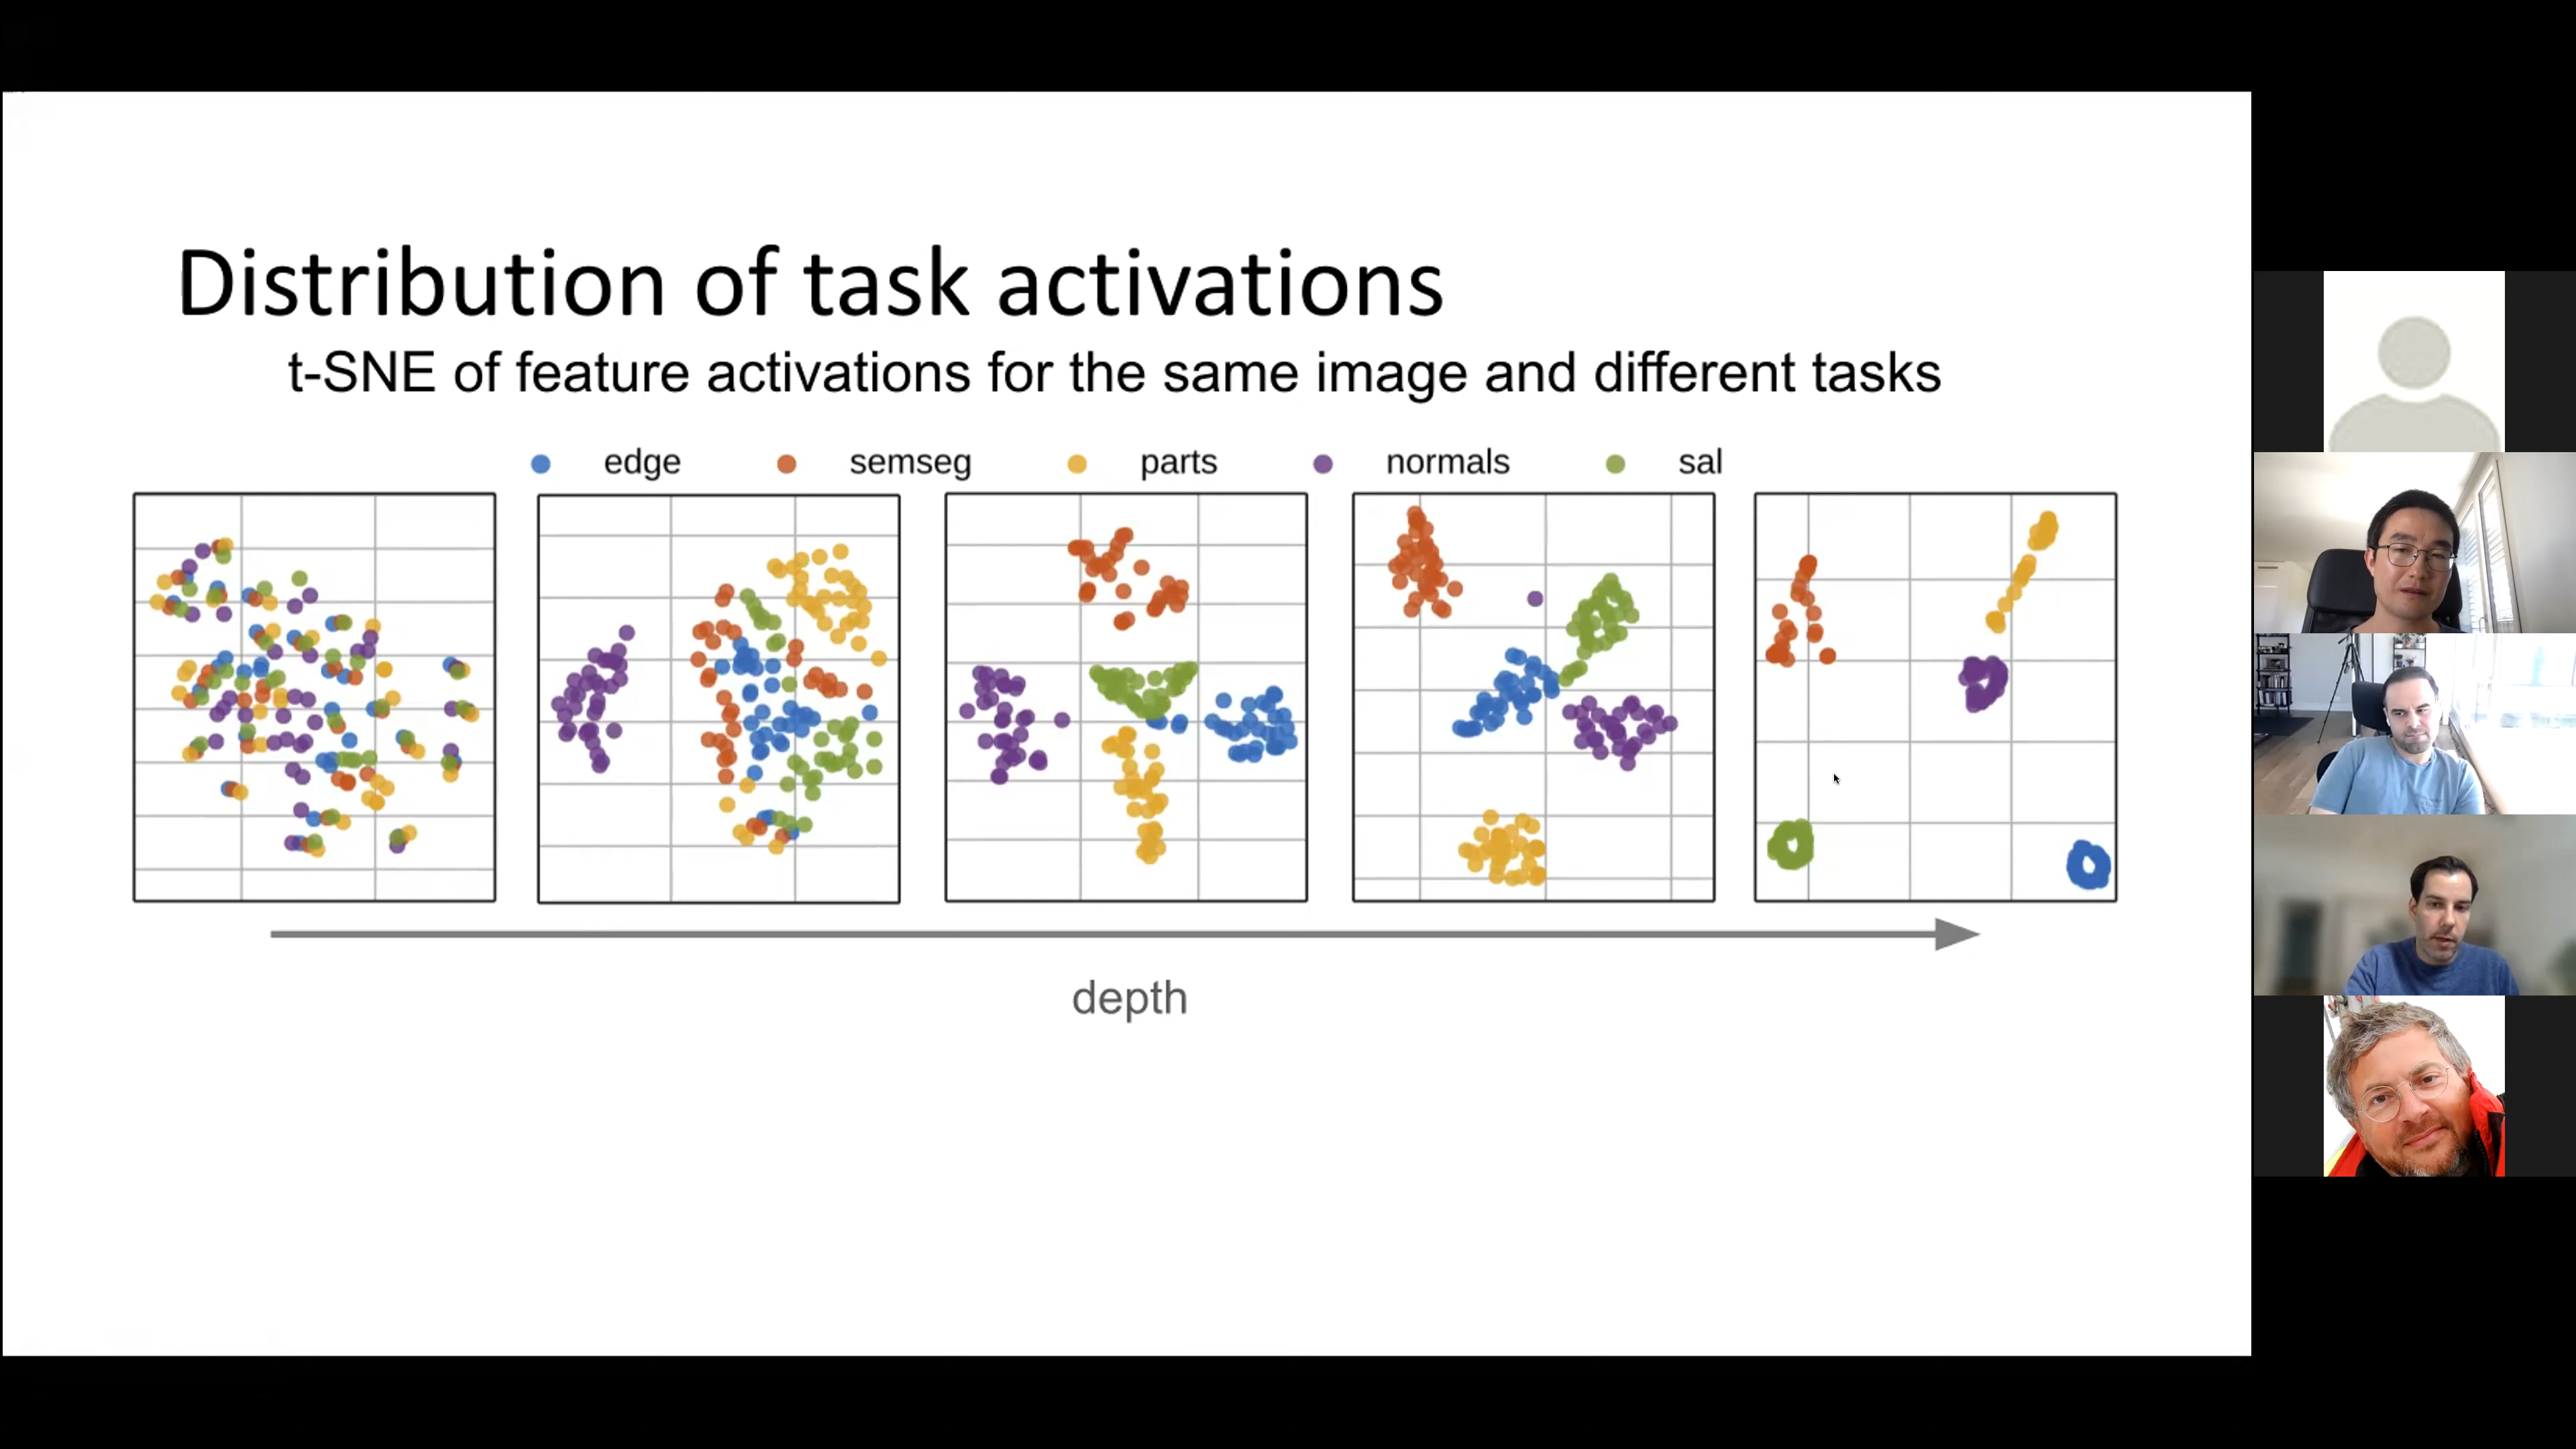 Distribution of task activations
t-SNE of feature activations for the same image and different tasks
edge semseg parts normals sal
depth